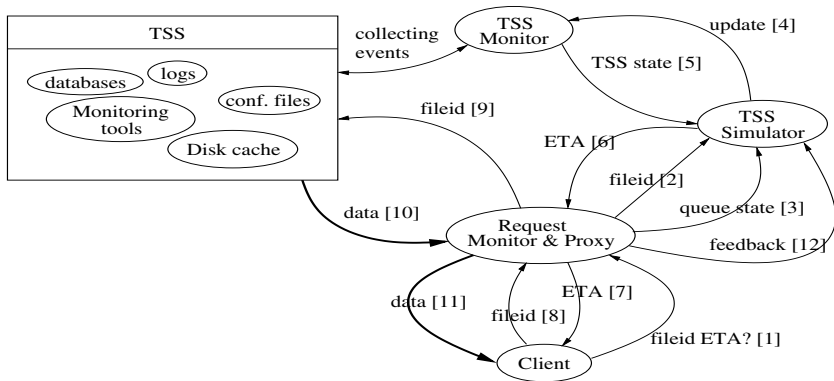 TSS
databases
logs
Monitoring
tools
conf. files
Disk cache
collecting
events
TSS
Monitor
update [4]
TSS state [5]
fileid [9]
TSS
Simulator
ETA [6]
fileid [2]
queue state [3]
data [10]
Request
Monitor & Proxy
feedback [12]
data [11]
fileid [8]
ETA [7]
fileid ETA? [1]
Client